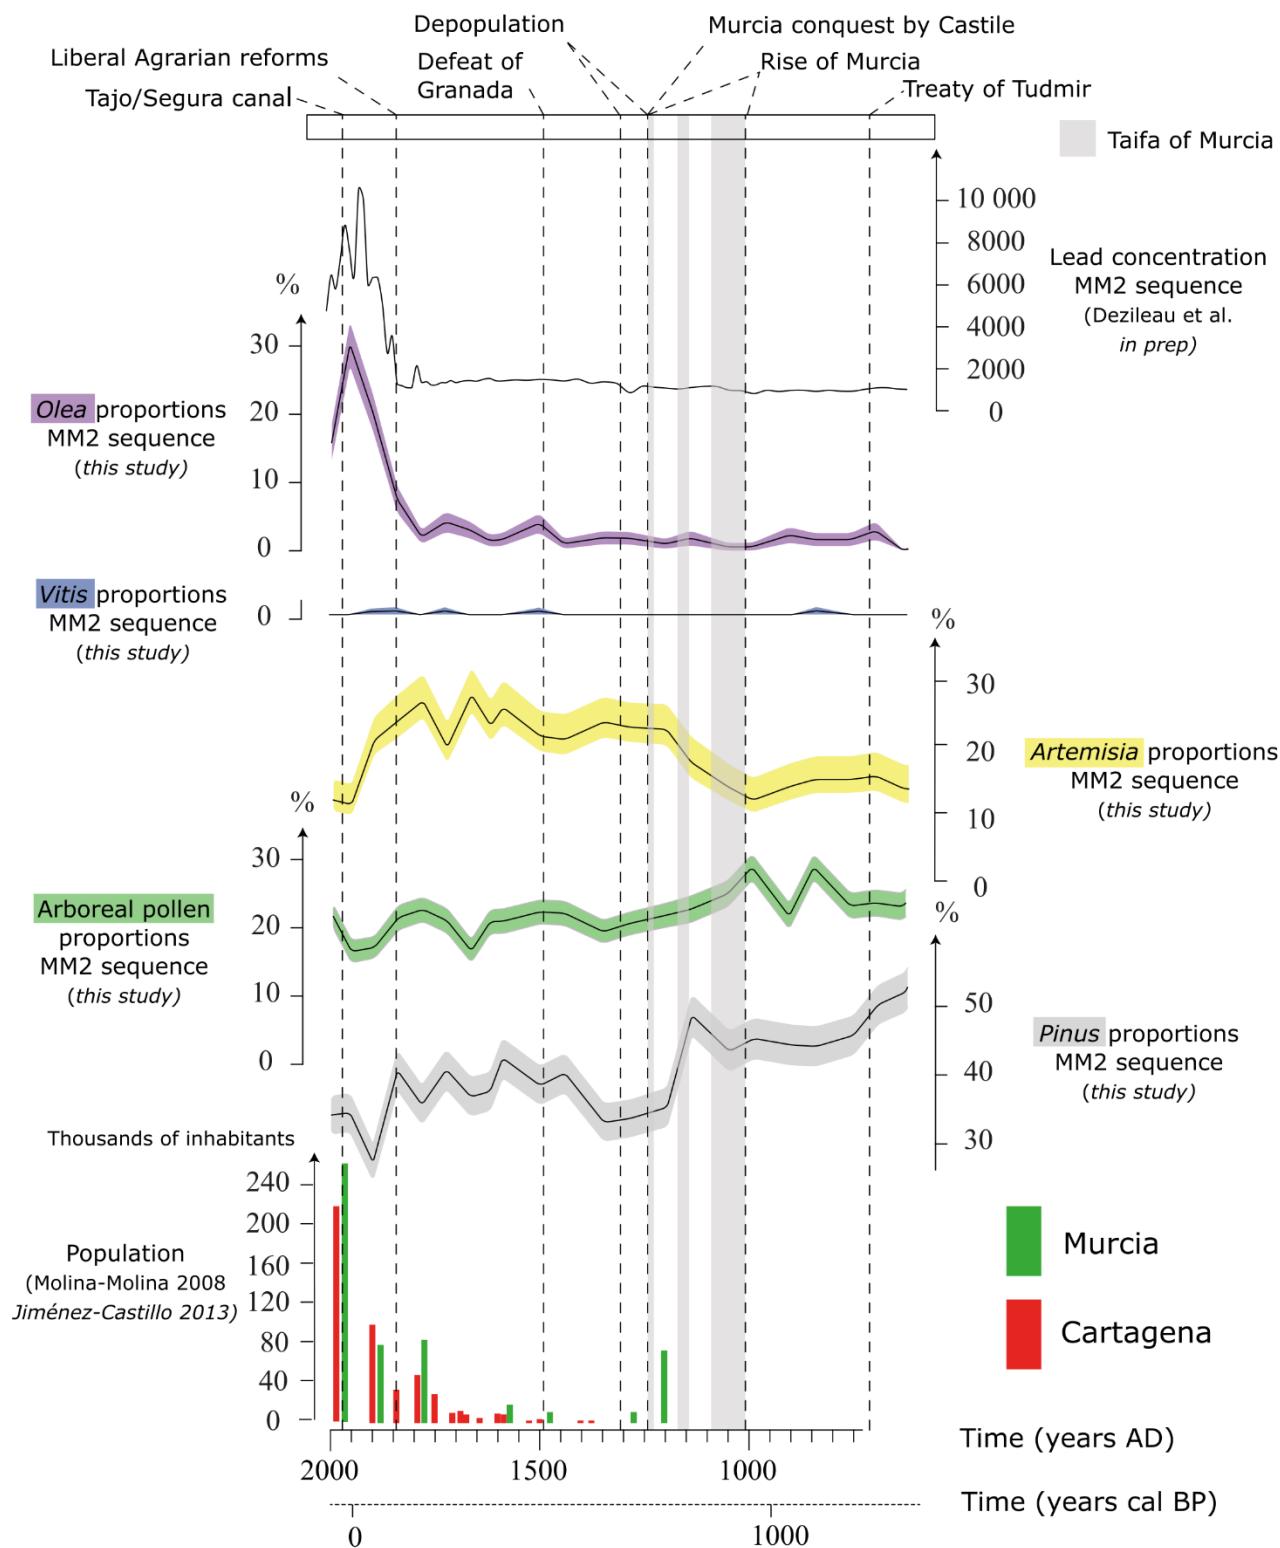 Depopulation
Murcia conquest by Castile
Liberal Agrarian reforms
Defeat of
Granada
Rise of Murcia
Tajo/Segura canal
Treaty of Tudmir
Taifa of Murcia
10 000
8000
6000
4000
2000
0
Lead concentration
MM2 sequence
(Dezileau et al.
in prep)
%
30
20
10
0
Olea proportions
MM2 sequence
(this study)
Vitis proportions
MM2 sequence
(this study)
0
%
30
20
10
0
Artemisia proportions
MM2 sequence
(this study)
%
30
20
10
0
Arboreal pollen
proportions
MM2 sequence
(this study)
%
50
40
30
Pinus proportions
MM2 sequence
(this study)
Thousands of inhabitants
240
200
160
120
80
40
0
Population
(Molina-Molina 2008
Jiménez-Castillo 2013)
Murcia
Cartagena
2000
1500
1000
Time (years AD)
0
1000
Time (years cal BP)